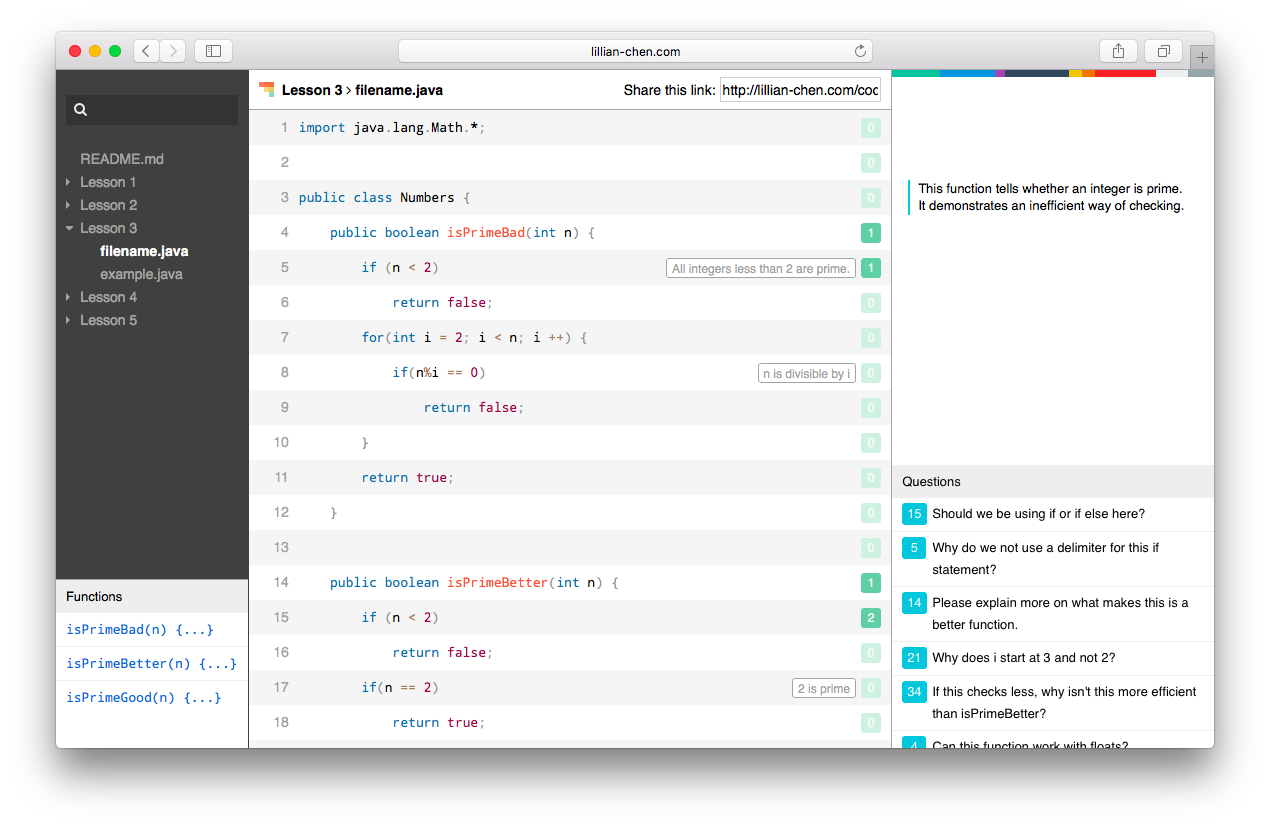 lillian-chen.com
README.md
Lesson 1
Lesson 2
Lesson 3
filename.java
example.java
Lesson 4
Lesson 5
Functions
isPrimeBad(n) {...}
isPrimeBetter(n) {...}
isPrimeGood(n) {...}
Lesson 3 > filename.java
Share this link: http://lillian-chen.com/coc
1 import java.lang.Math.*; 0
2 0
3 public class Numbers { 0
4 public boolean isPrimeBad(int n) { 1
5 if (n < 2) All integers less than 2 are prime. 1
6 return false; 0
7 for(int i = 2; i < n; i ++) { 0
8 if(n%i == 0) n is divisible by i 0
9 return false; 0
10 } 0
11 return true; 0
12 } 0
13 0
14 public boolean isPrimeBetter(int n) { 1
15 if (n < 2) 2
16 return false; 0
17 if(n == 2) 2 is prime 0
18 return true; 0
This function tells whether an integer is prime.
It demonstrates an inefficient way of checking.
Questions
15 Should we be using if or if else here?
5 Why do we not use a delimiter for this if
statement?
14 Please explain more on what makes this is a
better function.
21 Why does i start at 3 and not 2?
34 If this checks less, why isn't this more efficient
than isPrimeBetter?
4 Can this function work with floats?